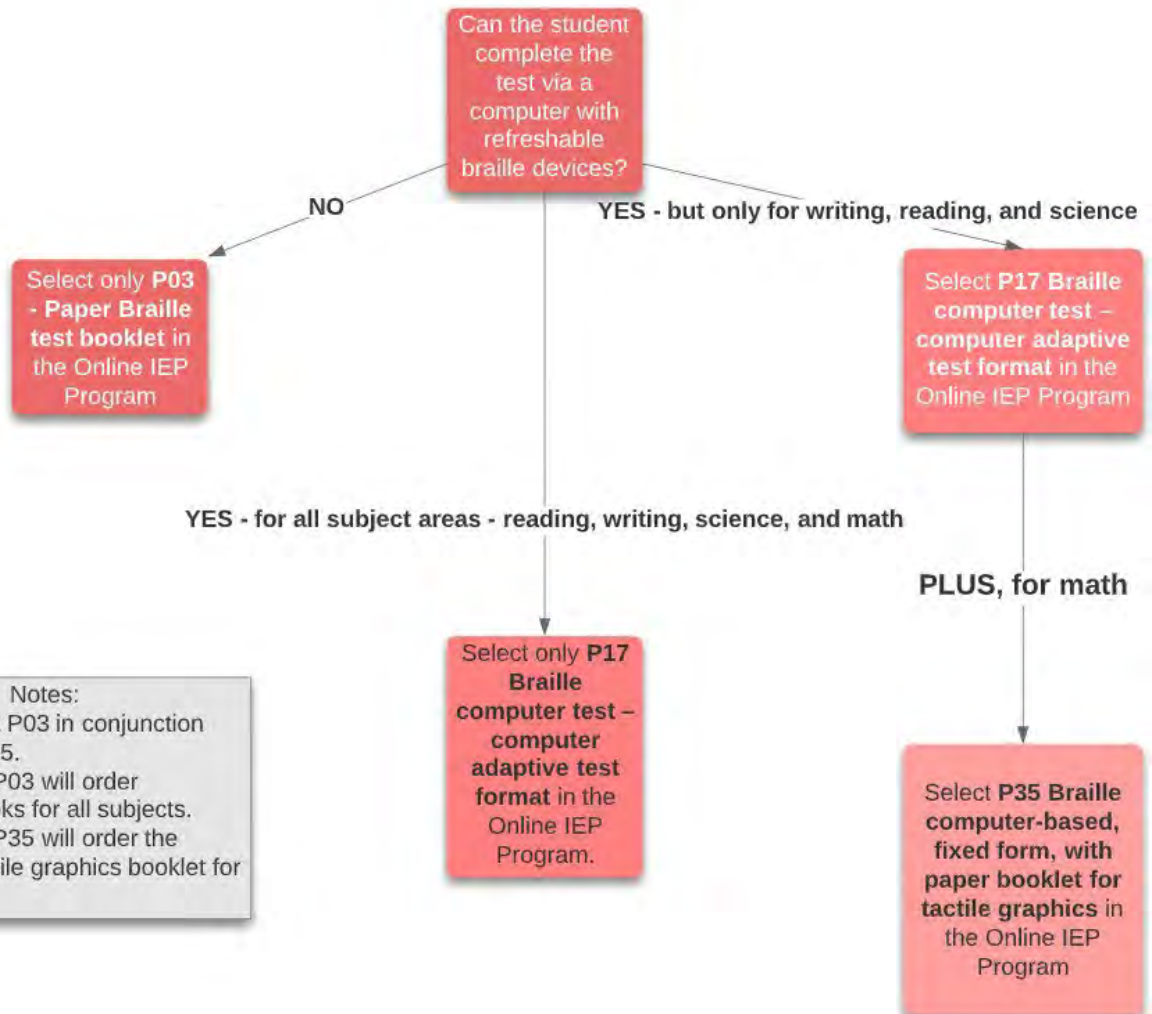 Can the student
complete the
test via a
computer with
refreshable
braille devices?
NO
YES - but only for writing, reading, and science
Select only P03
- Paper Braille
test booklet in
the Online IEP
Program
Select P17 Braille
computer test –
computer adaptive
test format in the
Online IEP Program
YES - for all subject areas - reading, writing, science, and math
PLUS, for math
Select only P17
Braille
computer test –
computer
adaptive test
format in the
Online IEP
Program.
Notes:
P03 in conjunction
5.
P03 will order
ks for all subjects.
P35 will order the
ile graphics booklet for
Select P35 Braille
computer-based,
fixed form, with
paper booklet for
tactile graphics in
the Online IEP
Program